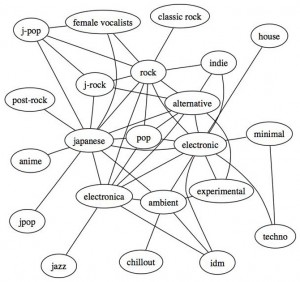 classic rock
female vocalists
j-pop
house
rock
indie
j-rock
post-rock
alternative
minimal
japanese
pop
electronic
anime
electronica
ambient
experimental
jpop
techno
jazz
chillout
idm